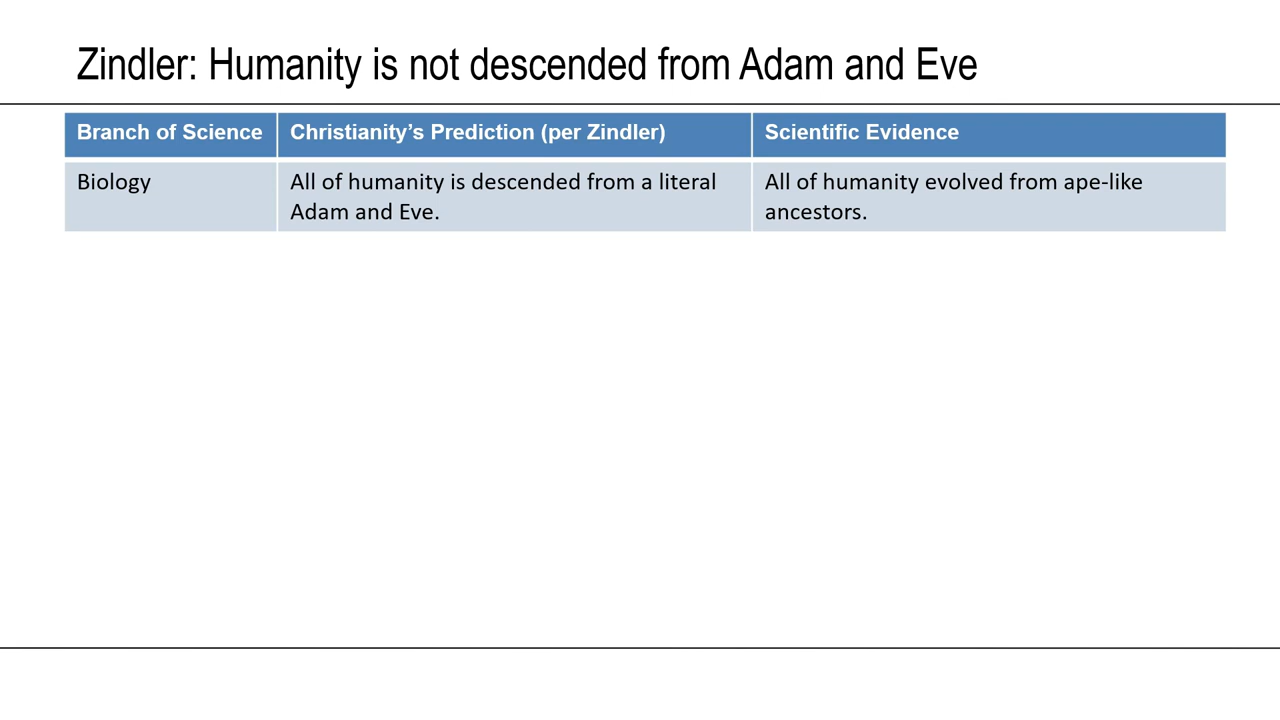 Zindler: Humanity is not descended from Adam and Eve
Branch of Science
Christianity’s Prediction (per Zindler)
Scientific Evidence
Biology
All of humanity is descended from a literal
Adam and Eve.
All of humanity evolved from ape-like
ancestors.